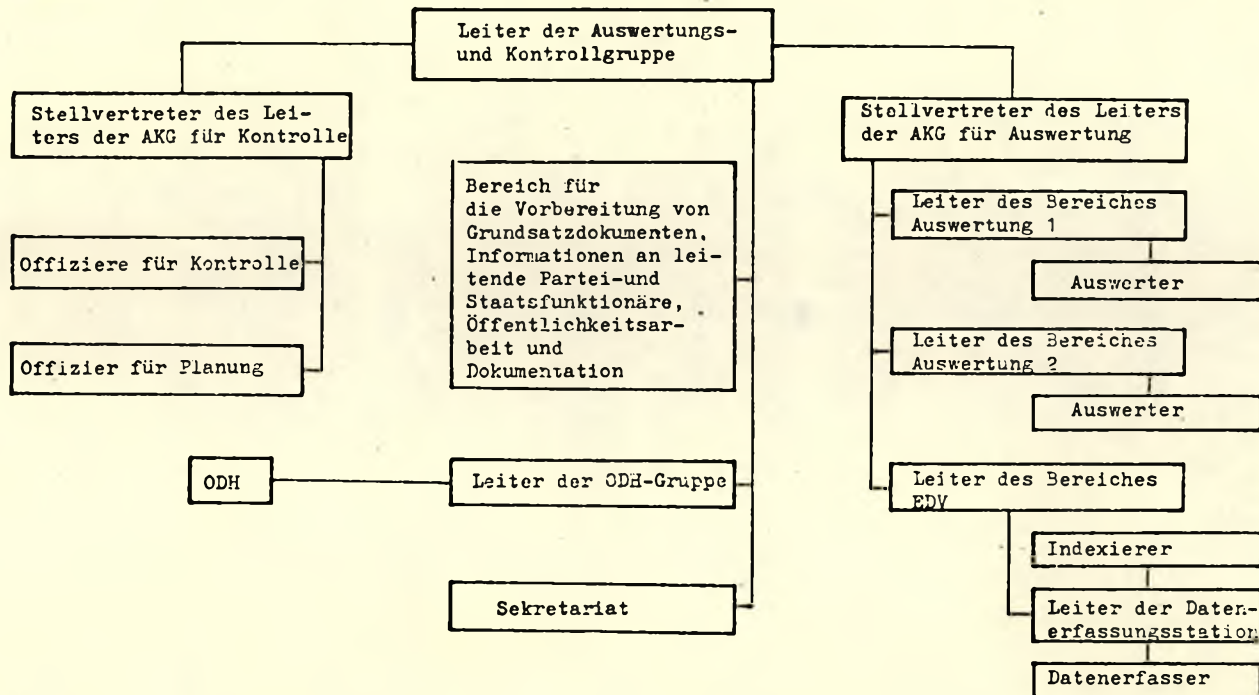 Leiter der Auswertungs-
und Kontrollgruppe
Stellvertreter des Lei-
ters der AKG für Kontrolle
Offiziere für Kontrolle
Offizier für Planung
Bereich für
die Vorbereitung von
Grundsatzdokumenten,
Informationen an lei-
tende Partei-und
Staatsfunktionäre,
Öffentlichkeitsar-
beit und
Dokumentation
ODH
Leiter der ODH-Gruppe
Sekretariat
Stellvertreter des Leiters
der AKG für Auswertung
Leiter des Bereiches
Auswertung 1
Auswerter
Leiter des Bereiches
Auswertung 2
Auswerter
Leiter des Bereiches
EDV
Indexierer
Leiter der Daten-
erfassungsstation
Datenerfasser